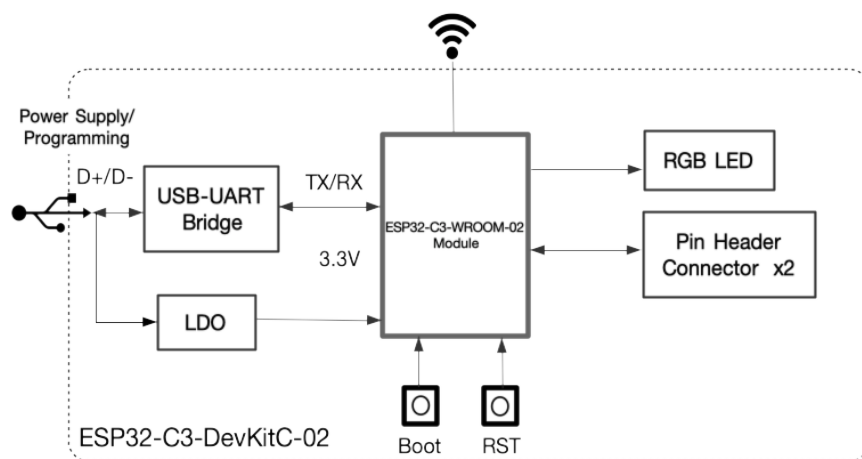 Power Supply/
Programming
D+/D-
USB-UART
Bridge
TX/RX
ESP32-C3-WROOM-02
Module
RGB LED
Pin Header
Connector x2
3.3V
LDO
Boot
RST
ESP32-C3-DevKitC-02